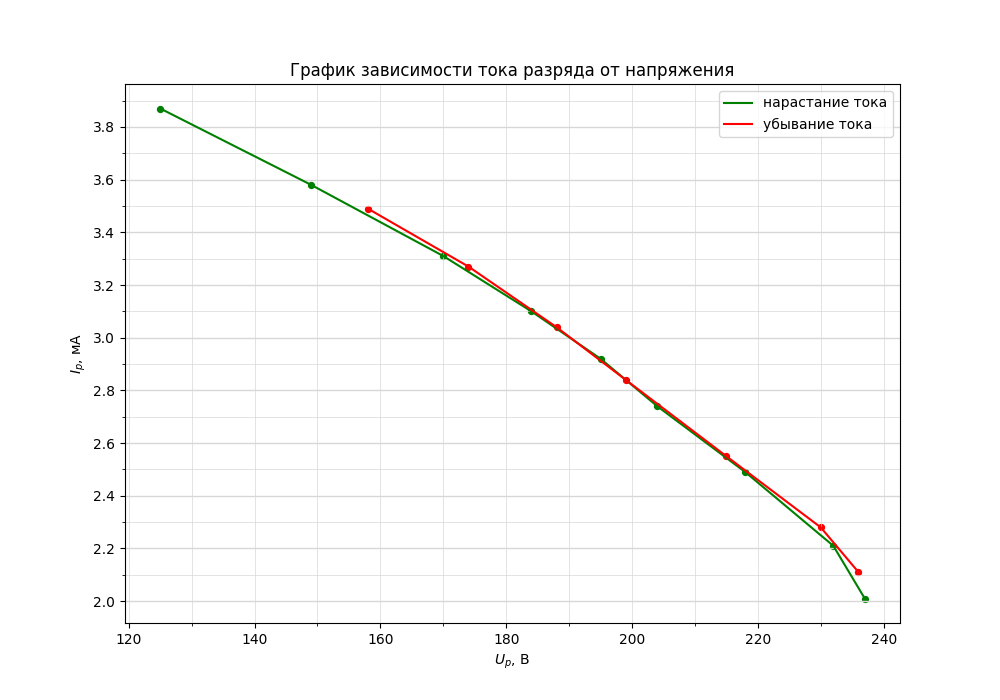 График зависимости тока разряда от напряжения
нарастание тока
убывание тока
3.8
3.6
3.4
3.2
3.0
2.8
2.6
2.4
2.2
2.0
I_p, мА
120 140 160 180 200 220 240
U_p, В